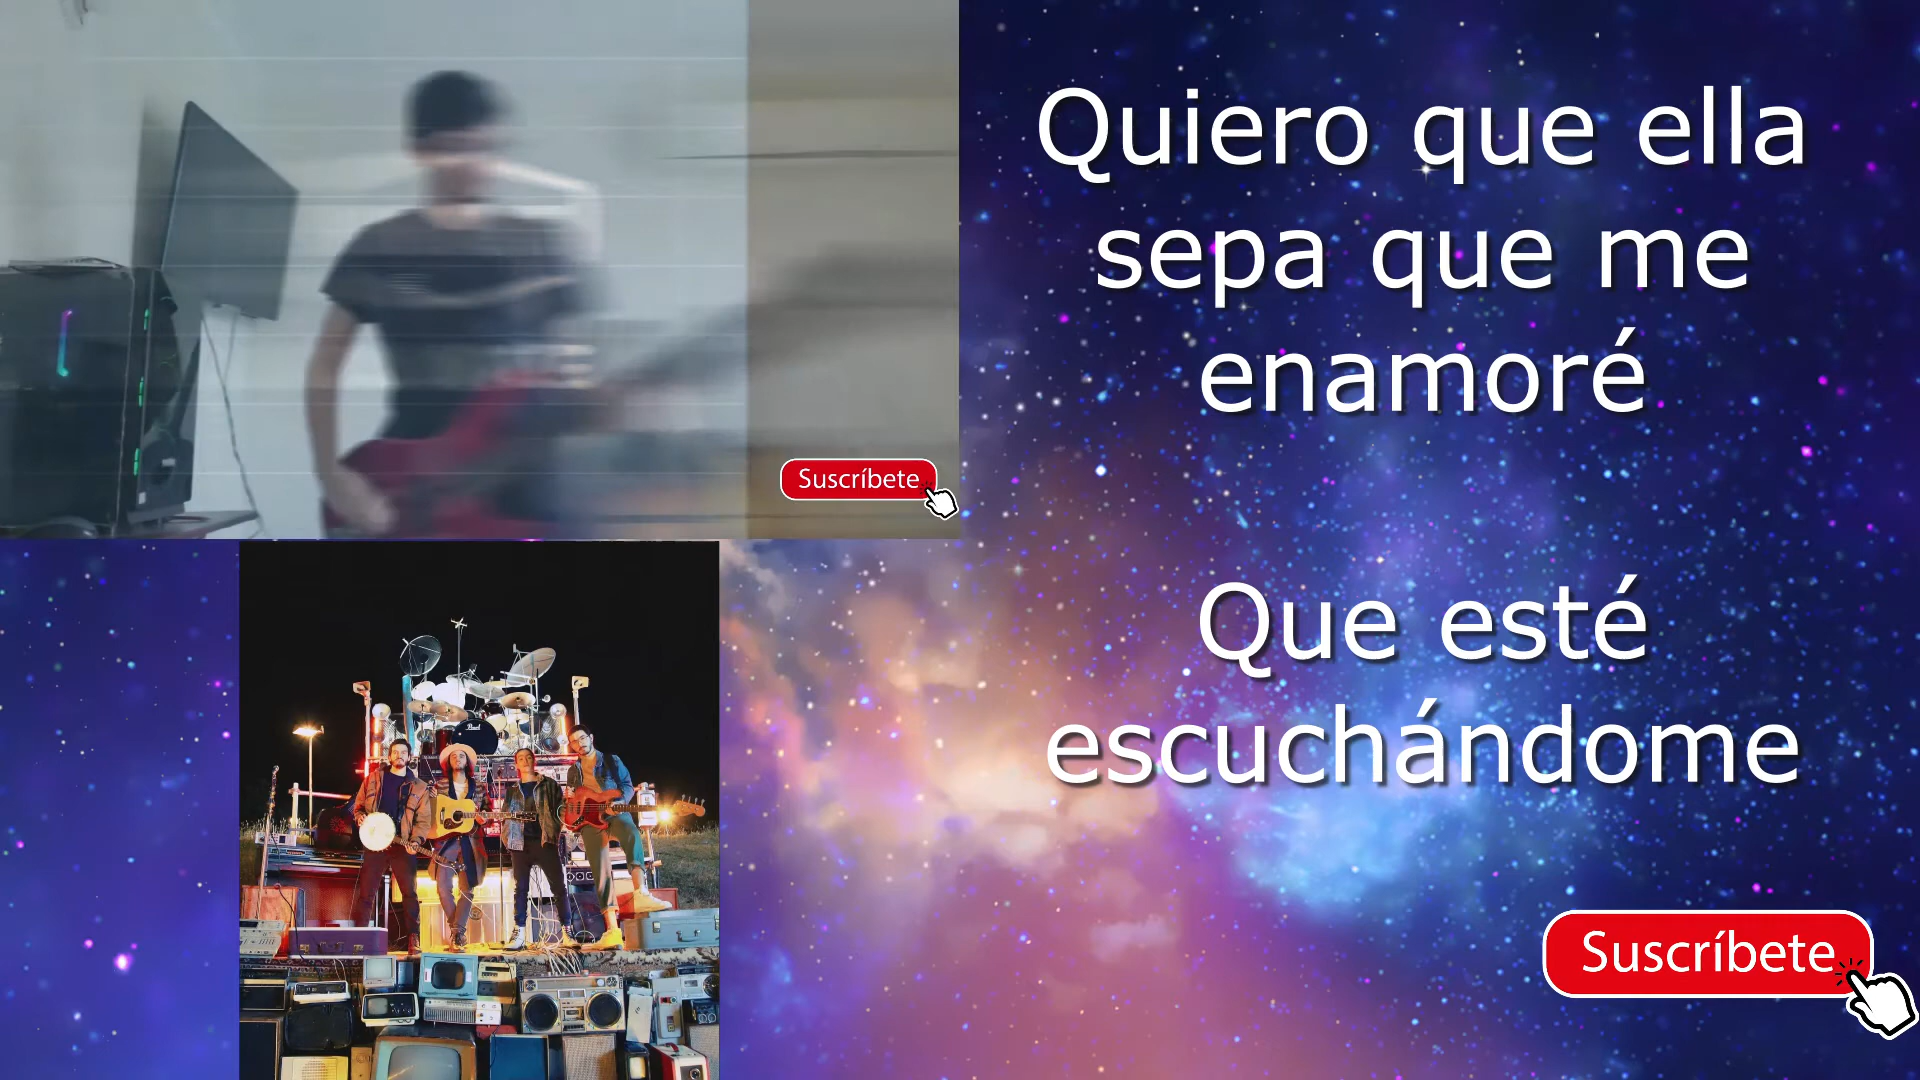 Quiero que ella
sepa que me
enamoré
Que esté
escuchándome
Suscríbete
Suscríbete